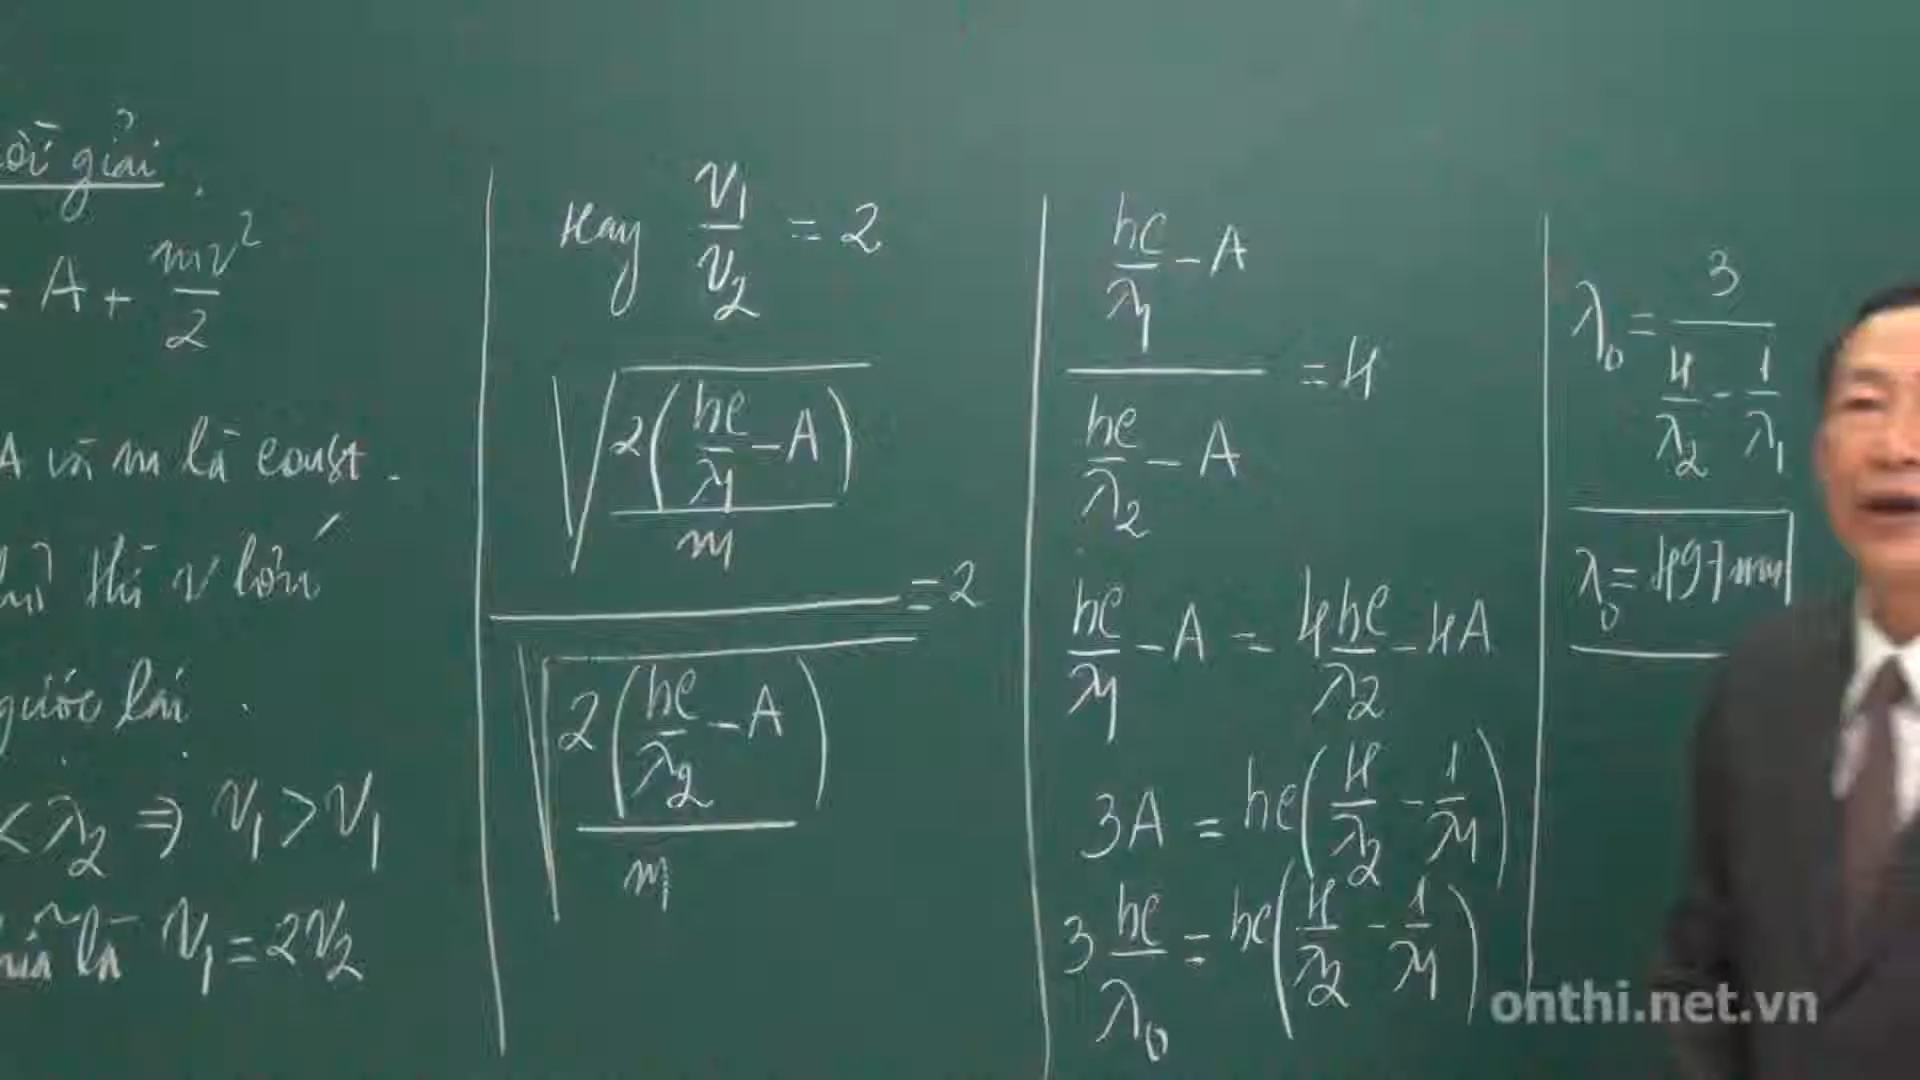 ời giải
= A + mv²/2
A và m là const.
thì v lớn
ngược lại.
< λ₂ ⇒ v₁ > v₁
là v₁ = 2v₂
Hay v₁/v₂ = 2
√(2(hc/λ₁ - A)/m) / √(2(hc/λ₂ - A)/m) = 2
(hc/λ₁ - A) / (hc/λ₂ - A) = 4
hc/λ₁ - A = 4hc/λ₂ - 4A
3A = hc(4/λ₂ - 1/λ₁)
3 hc/λ₀ = hc(4/λ₂ - 1/λ₁)
λ₀ = 3/(4/λ₂ - 1/λ₁)
λ₀ = 497nm
onthi.net.vn